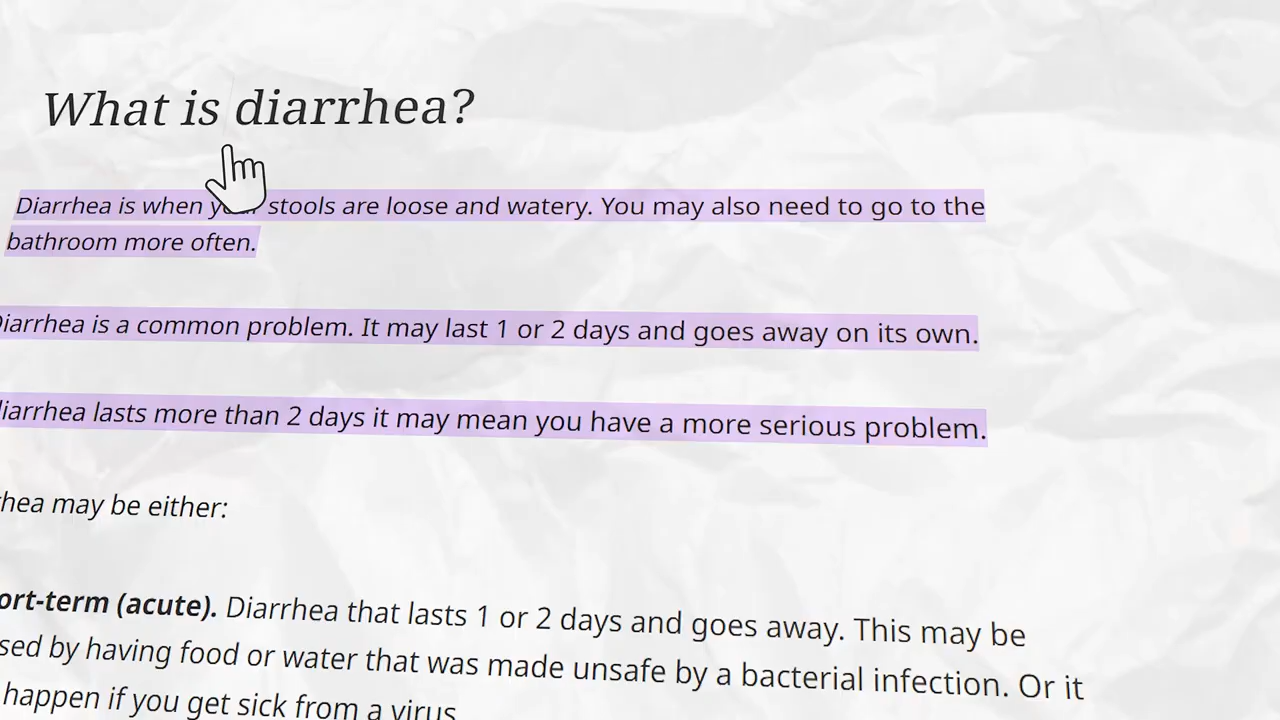 What is diarrhea?
Diarrhea is when your stools are loose and watery. You may also need to go to the
bathroom more often.
Diarrhea is a common problem. It may last 1 or 2 days and goes away on its own.
diarrhea lasts more than 2 days it may mean you have a more serious problem.
rhea may be either:
ort-term (acute). Diarrhea that lasts 1 or 2 days and goes away. This may be
sed by having food or water that was made unsafe by a bacterial infection. Or it
happen if you get sick from a virus